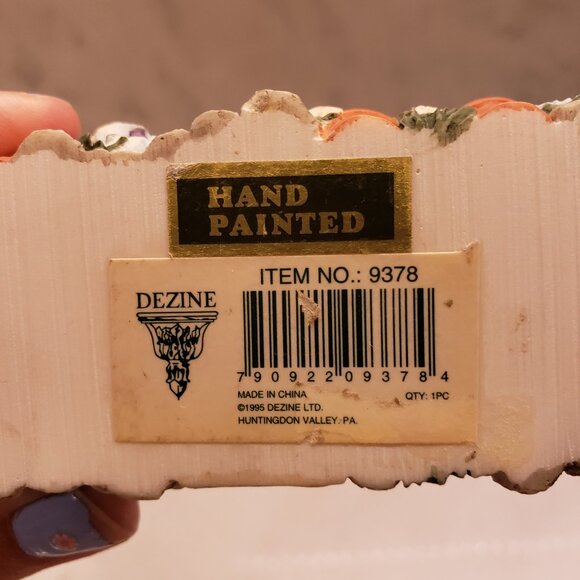 HAND
PAINTED
DEZINE
ITEM NO.: 9378
7 90922 09378 4
MADE IN CHINA
©1995 DEZINE LTD.
HUNTINGDON VALLEY, PA.
QTY: 1PC